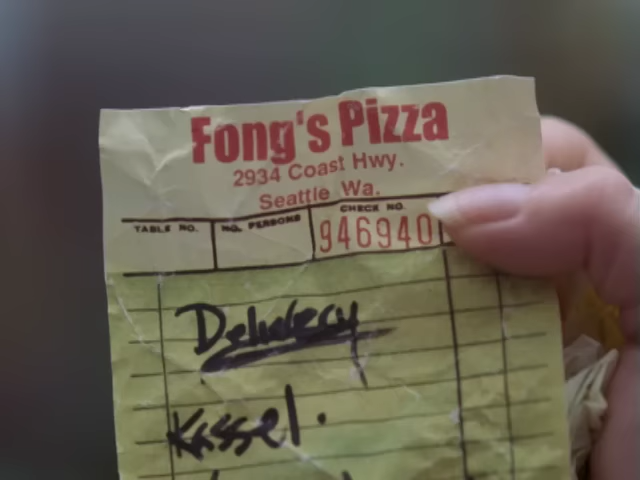 Fong's Pizza
2934 Coast Hwy.
Seattle Wa.
TABLE NO. NO. PERSONS CHECK NO.
946940
Delivery
Kassel.